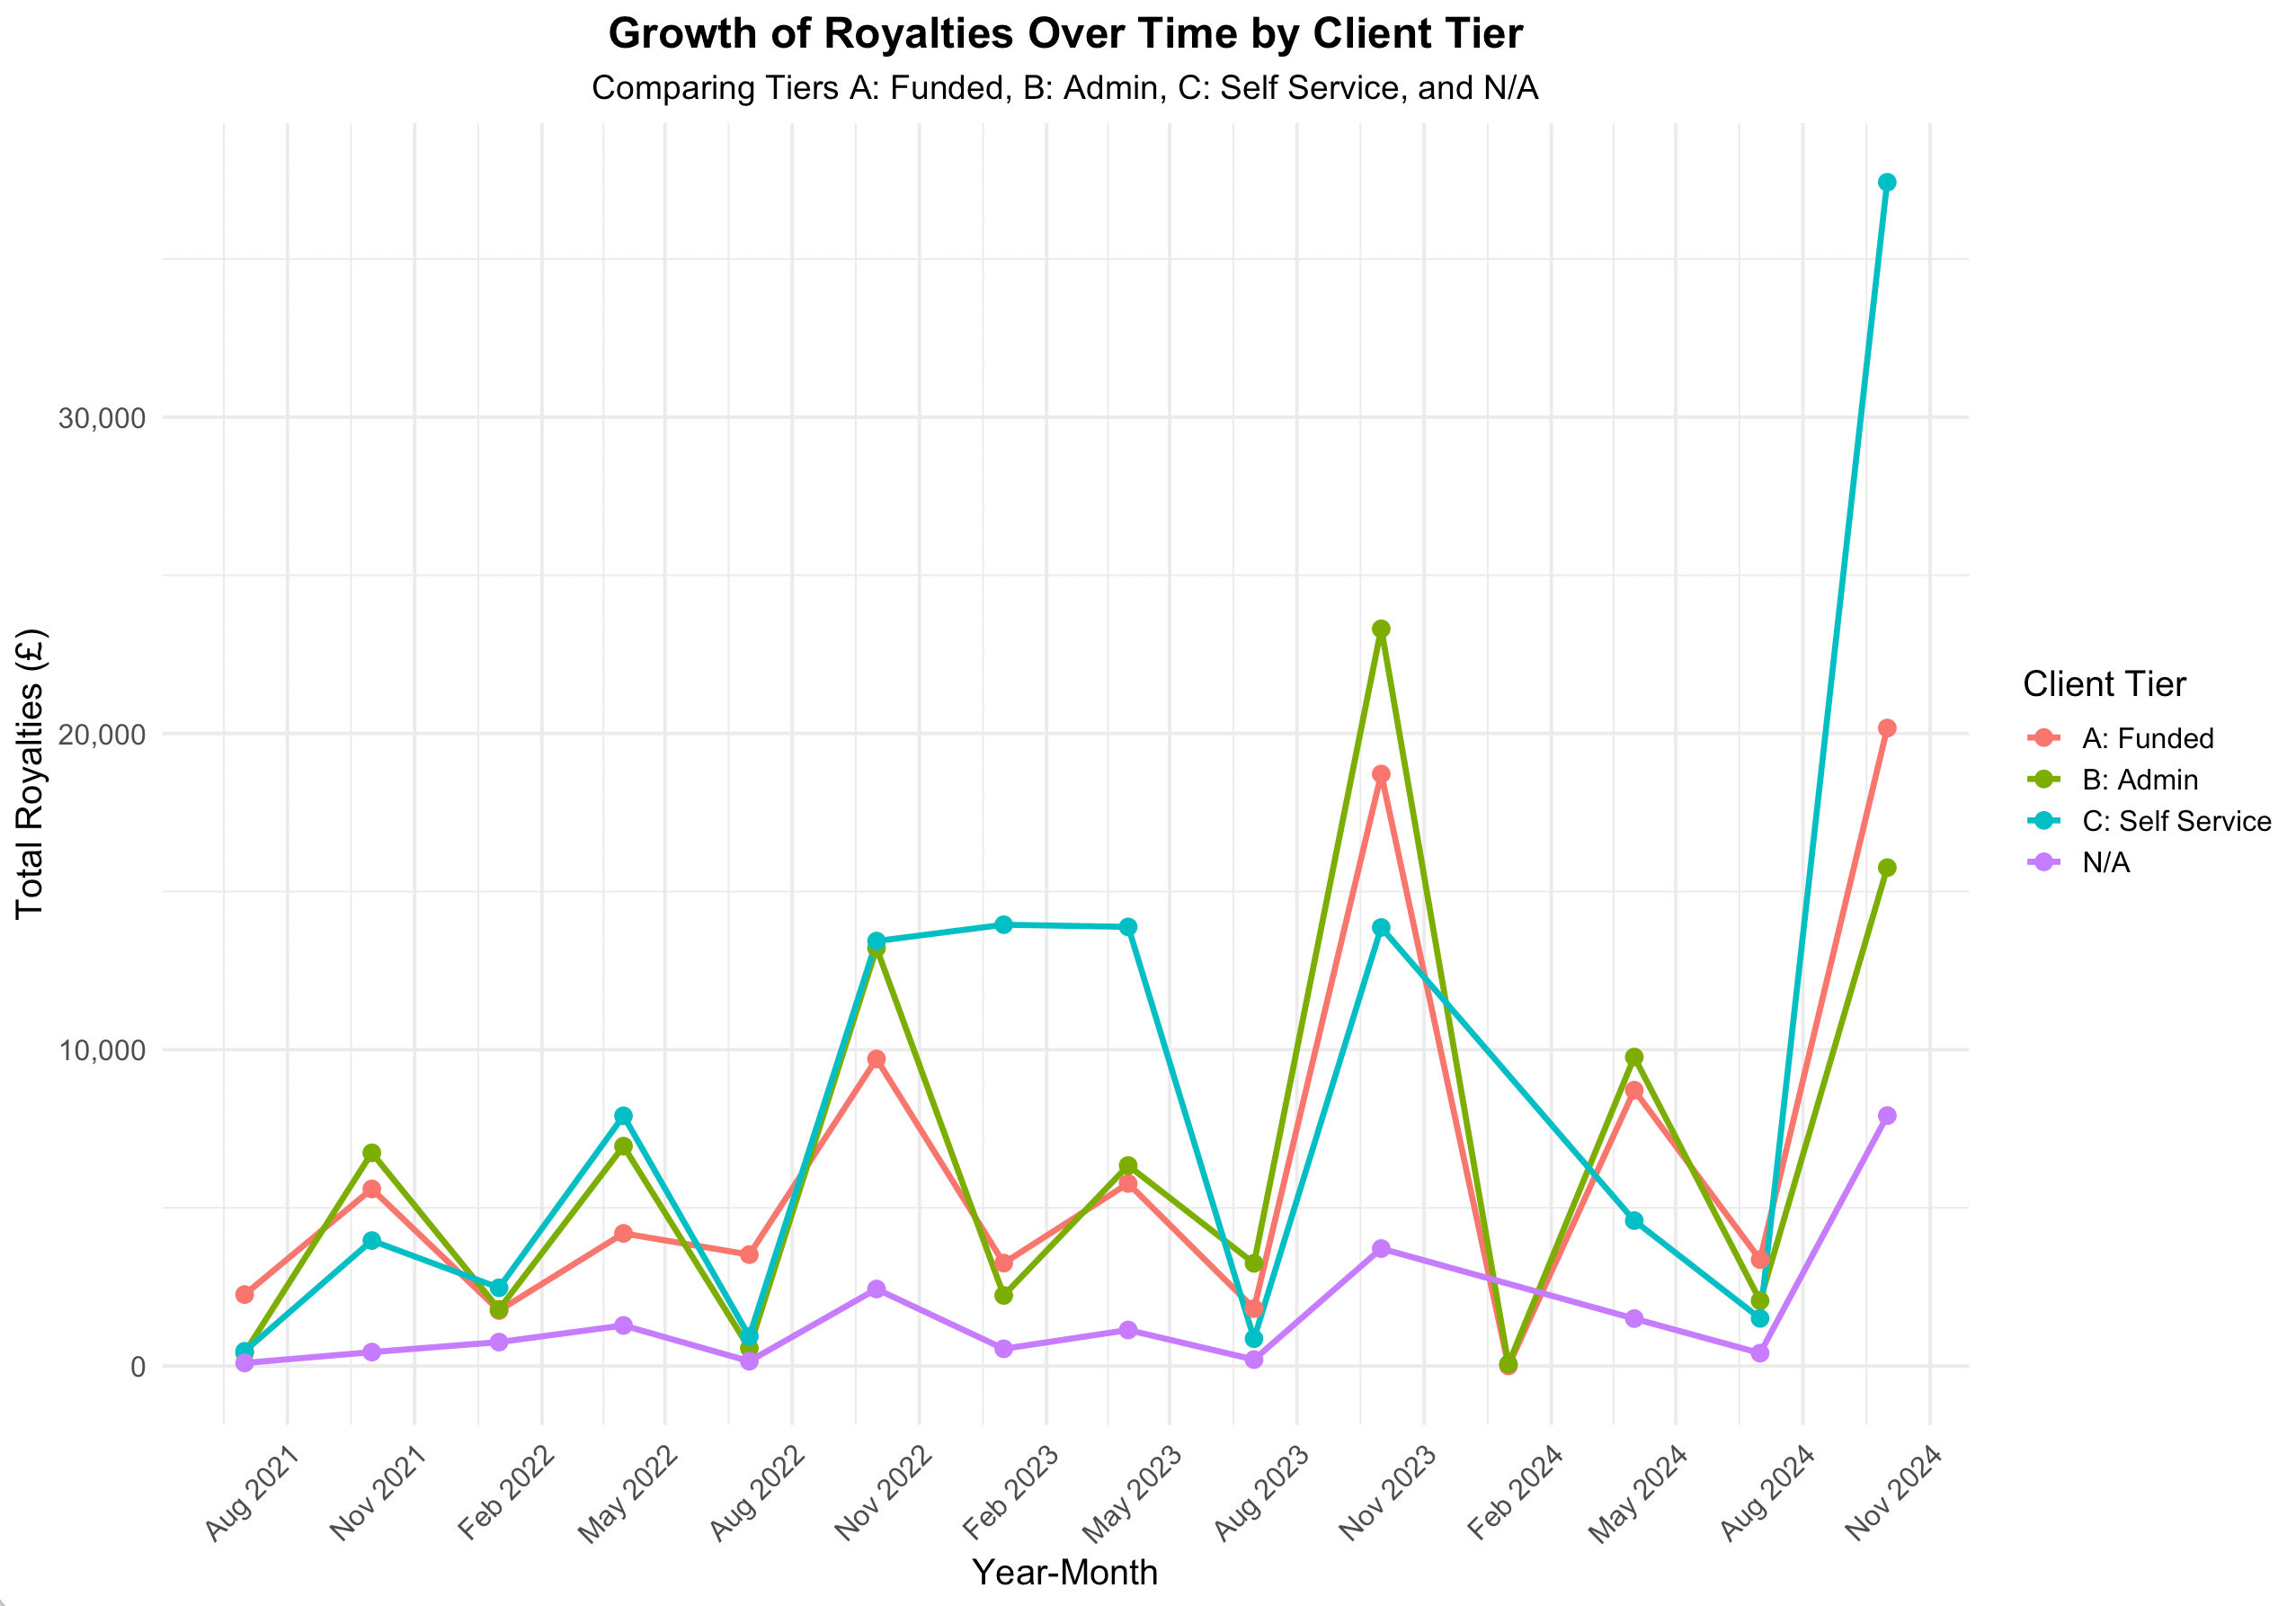 Growth of Royalties Over Time by Client Tier
Comparing Tiers A: Funded, B: Admin, C: Self Service, and N/A
Total Royalties (£)
30,000
20,000
10,000
0
Aug 2021
Nov 2021
Feb 2022
May 2022
Aug 2022
Nov 2022
Feb 2023
May 2023
Aug 2023
Nov 2023
Feb 2024
May 2024
Aug 2024
Nov 2024
Year-Month
Client Tier
A: Funded
B: Admin
C: Self Service
N/A